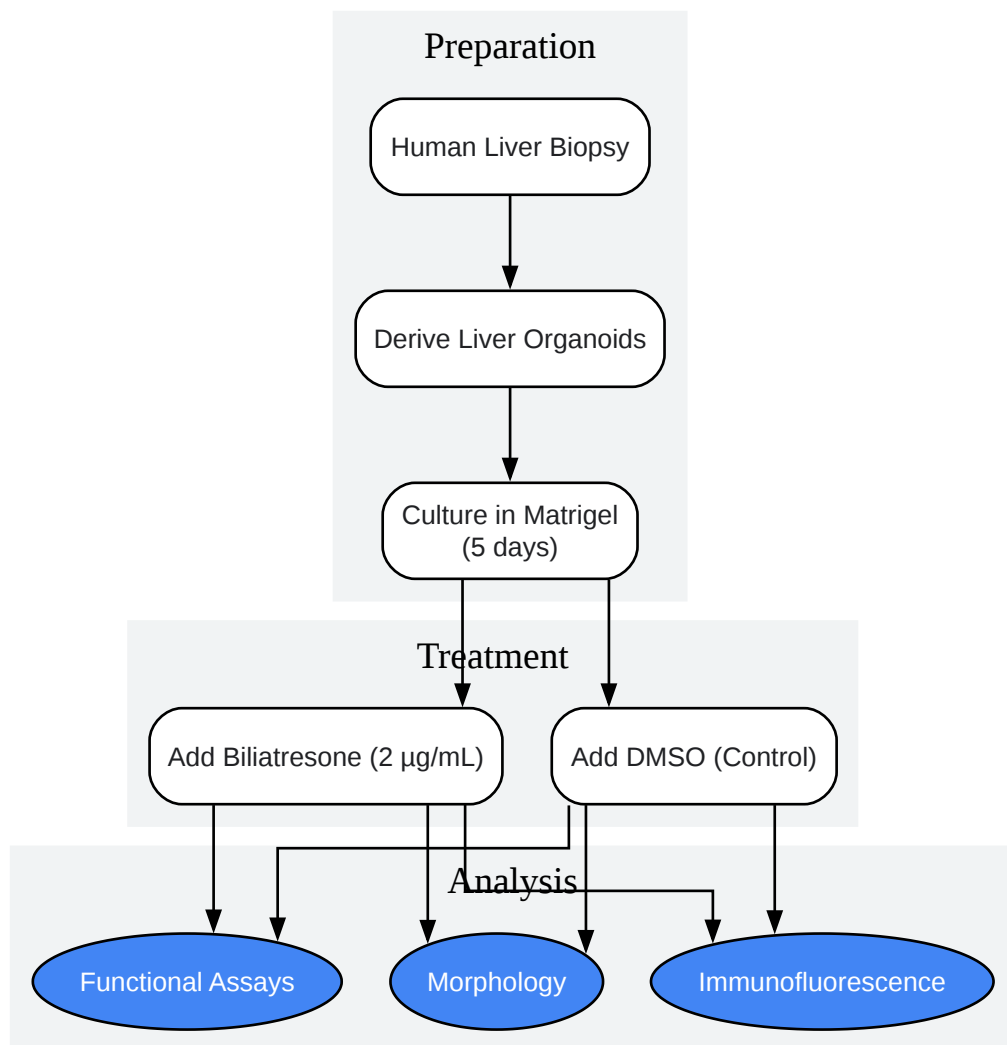 Preparation
Human Liver Biopsy
Derive Liver Organoids
Culture in Matrigel
(5 days)
Treatment
Add Biliatresone (2 µg/mL)
Add DMSO (Control)
Analysis
Functional Assays
Morphology
Immunofluorescence